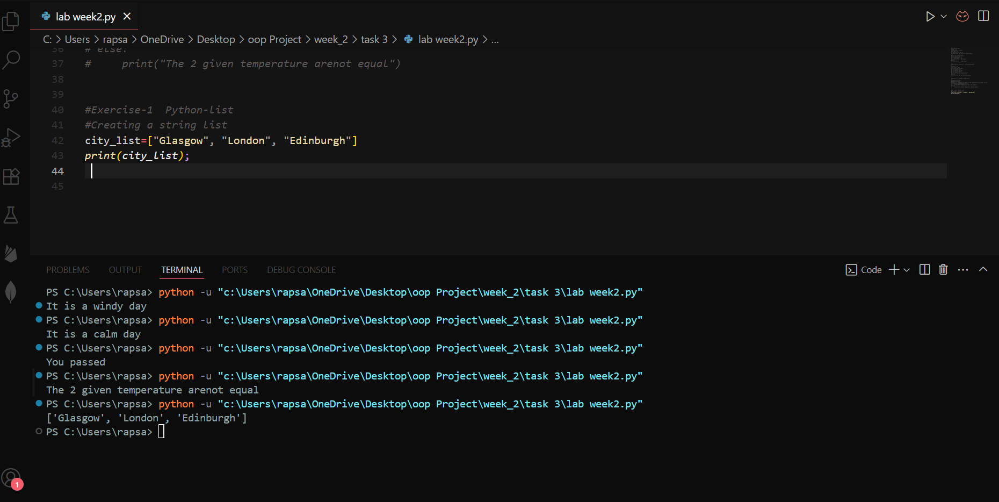 lab week2.py
C: > Users > rapsa > OneDrive > Desktop > oop Project > week_2 > task 3 > lab week2.py > ...
36 # else:
37 #     print("The 2 given temperature arenot equal")
38
39
40 #Exercise-1  Python-list
41 #Creating a string list
42 city_list=["Glasgow", "London", "Edinburgh"]
43 print(city_list);
44
45
PROBLEMS OUTPUT TERMINAL PORTS DEBUG CONSOLE Code
PS C:\Users\rapsa> python -u "c:\Users\rapsa\OneDrive\Desktop\oop Project\week_2\task 3\lab week2.py"
It is a windy day
PS C:\Users\rapsa> python -u "c:\Users\rapsa\OneDrive\Desktop\oop Project\week_2\task 3\lab week2.py"
It is a calm day
PS C:\Users\rapsa> python -u "c:\Users\rapsa\OneDrive\Desktop\oop Project\week_2\task 3\lab week2.py"
You passed
PS C:\Users\rapsa> python -u "c:\Users\rapsa\OneDrive\Desktop\oop Project\week_2\task 3\lab week2.py"
The 2 given temperature arenot equal
PS C:\Users\rapsa> python -u "c:\Users\rapsa\OneDrive\Desktop\oop Project\week_2\task 3\lab week2.py"
['Glasgow', 'London', 'Edinburgh']
PS C:\Users\rapsa>
1